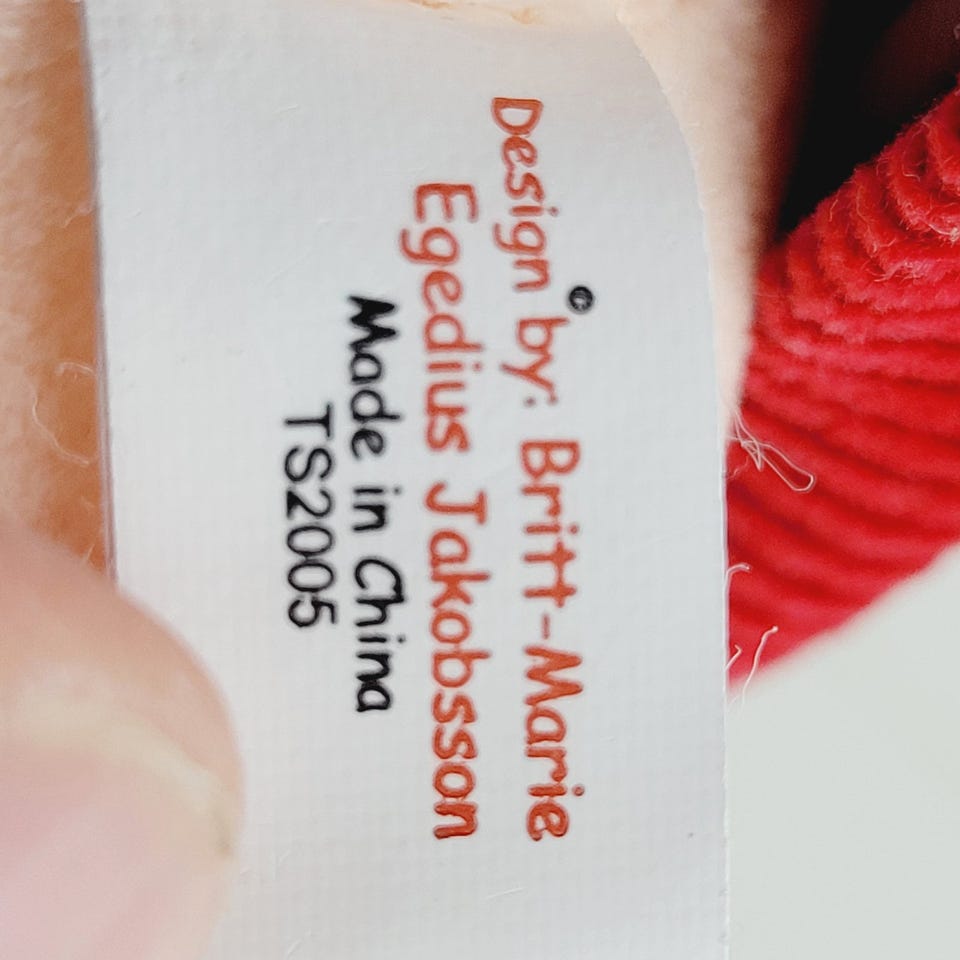 ©
Design by: Britt-Marie
Egedius Jakobsson
Made in China
TS2005